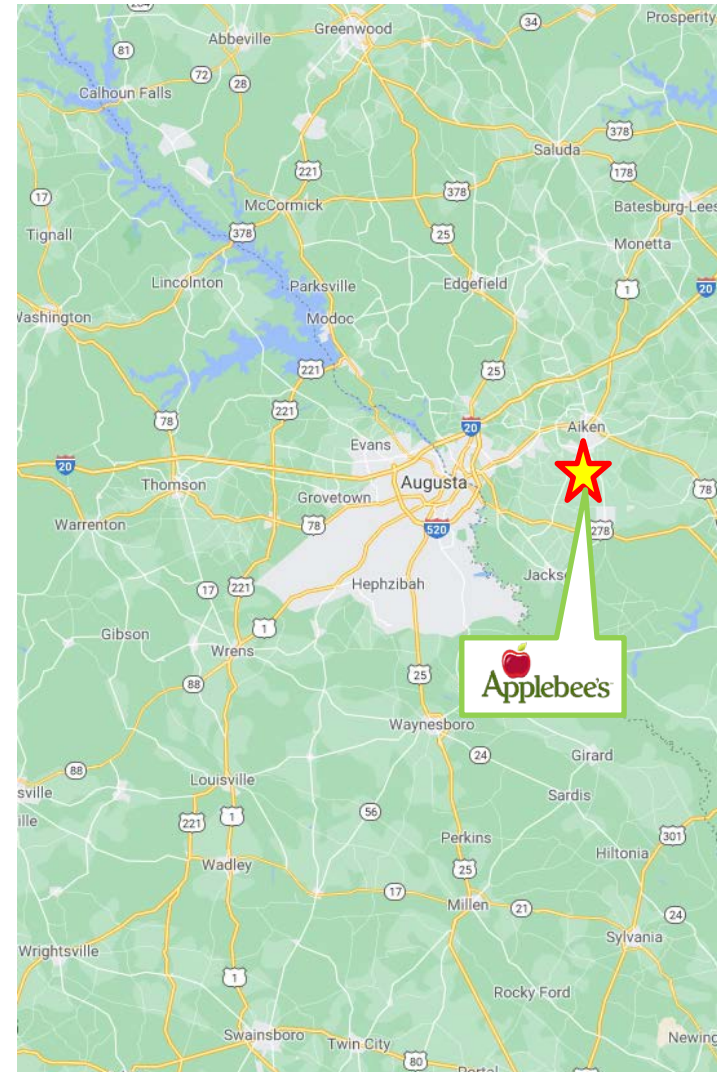 Prosperity
Greenwood
34
Abbeville
81
72
28
Calhoun Falls
378
Saluda
221
178
17
378
McCormick
Batesburg-Lees
Tignall
378
25
Monetta
Lincolnton
Parksville
Edgefield
1
20
Washington
Modoc
221
25
221
78
20
Aiken
Evans
20
Augusta
Thomson
Grovetown
78
78
Warrenton
520
278
Hephzibah
Jacks
17
221
1
Gibson
Wrens
Applebee's
25
88
Waynesboro
24
Girard
88
Louisville
sville
Sardis
ille
221
1
56
301
Perkins
Hiltonia
Wadley
25
17
Millen
21
24
Sylvania
Wrightsville
1
Rocky Ford
Swainsboro
Twin City
Newing
80
Portal